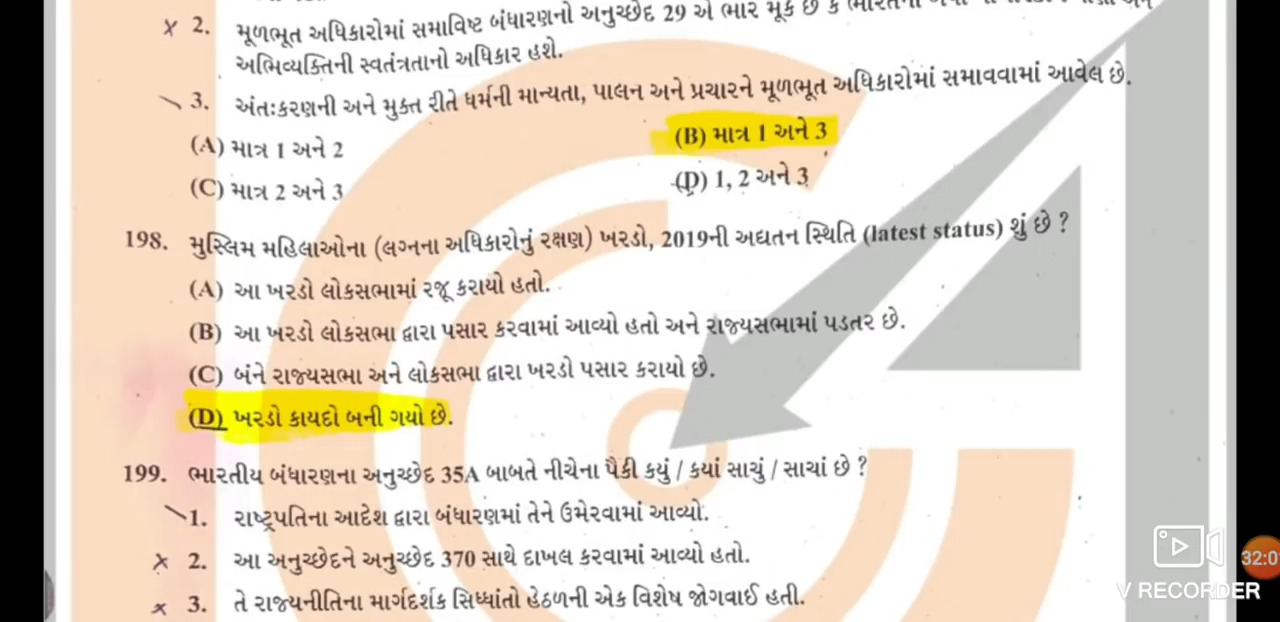 2. મૂળભૂત અધિકારોમાં સમાવિષ્ટ બંધારણનો અનુચ્છેદ 29 એ ભાર મૂકે છે કે
અભિવ્યક્તિની સ્વતંત્રતાનો અધિકાર હશે.
3. અંતઃકરણની અને મુક્ત રીતે ધર્મની માન્યતા, પાલન અને પ્રચારને મૂળભૂત અધિકારોમાં સમાવવામાં આવેલ છે.
(A) માત્ર 1 અને 2 (B) માત્ર 1 અને 3
(C) માત્ર 2 અને 3 (D) 1, 2 અને 3
198. મુસ્લિમ મહિલાઓના (લગ્નના અધિકારોનું રક્ષણ) ખરડો, 2019ની અદ્યતન સ્થિતિ (latest status) શું છે ?
(A) આ ખરડો લોકસભામાં રજૂ કરાયો હતો.
(B) આ ખરડો લોકસભા દ્વારા પસાર કરવામાં આવ્યો હતો અને રાજ્યસભામાં પડતર છે.
(C) બંને રાજ્યસભા અને લોકસભા દ્વારા ખરડો પસાર કરાયો છે.
(D) ખરડો કાયદો બની ગયો છે.
199. ભારતીય બંધારણના અનુચ્છેદ 35A બાબતે નીચેના પૈકી કયું / કયાં સાચું / સાચાં છે ?
1. રાષ્ટ્રપતિના આદેશ દ્વારા બંધારણમાં તેને ઉમેરવામાં આવ્યો.
2. આ અનુચ્છેદને અનુચ્છેદ 370 સાથે દાખલ કરવામાં આવ્યો હતો.
3. તે રાજ્યનીતિના માર્ગદર્શક સિધ્ધાંતો હેઠળની એક વિશેષ જોગવાઈ હતી.
V RECORDER
32:0